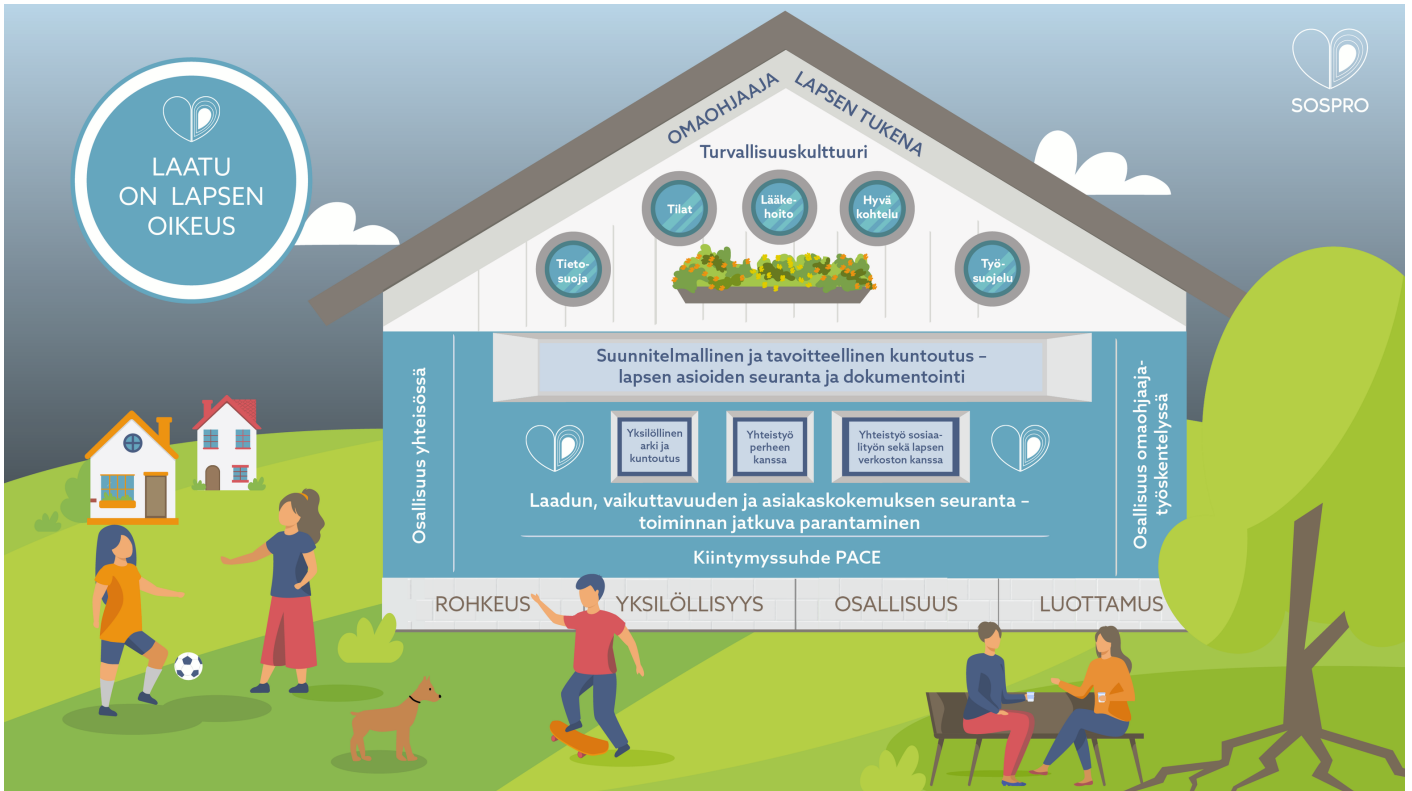 LAATU
ON LAPSEN
OIKEUS
SOSPRO
OMAOHJAAJA
LAPSEN TUKENA
Turvallisuuskulttuuri
Tieto-
suoja
Tilat
Lääke-
hoito
Hyvä
kohtelu
Työ-
suojelu
Suunnitelmallinen ja tavoitteellinen kuntoutus –
lapsen asioiden seuranta ja dokumentointi
Osallisuus yhteisössä
Yksilöllinen
arki ja
kuntoutus
Yhteistyö
perheen
kanssa
Yhteistyö sosiaa-
lityön sekä lapsen
verkoston kanssa
Osallisuus omaohjaaja-
työskentelyssä
Laadun, vaikuttavuuden ja asiakaskokemuksen seuranta –
toiminnan jatkuva parantaminen
Kiintymyssuhde PACE
ROHKEUS
YKSILÖLLISYYS
OSALLISUUS
LUOTTAMUS